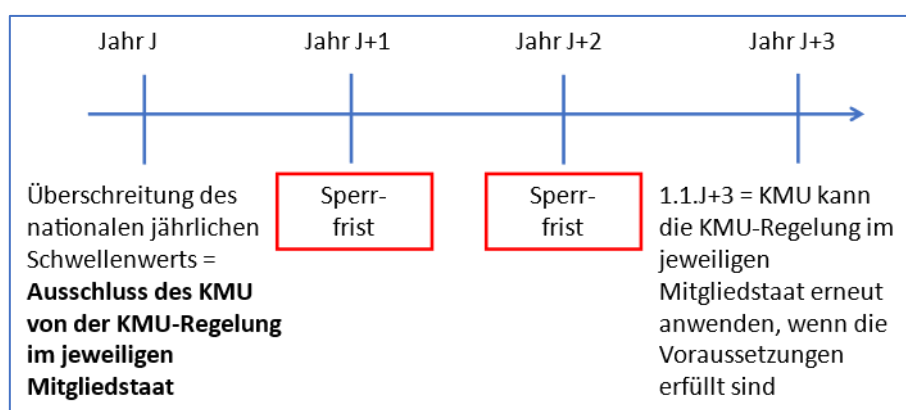 Jahr J
Jahr J+1
Jahr J+2
Jahr J+3
Überschreitung des
nationalen jährlichen
Schwellenwerts =
Ausschluss des KMU
von der KMU-Regelung
im jeweiligen
Mitgliedstaat
Sperr-
frist
Sperr-
frist
1.1.J+3 = KMU kann
die KMU-Regelung im
jeweiligen
Mitgliedstaat erneut
anwenden, wenn die
Voraussetzungen
erfüllt sind